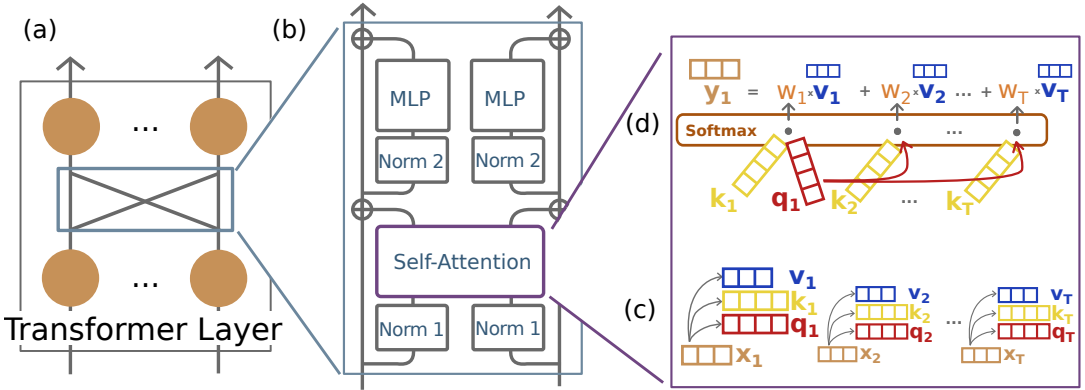 (a)
...
...
Transformer Layer
(b)
MLP
MLP
Norm 2
Norm 2
Self-Attention
Norm 1
Norm 1
(d)
y1 = w1 x v1 + w2 x v2 ... + wT x vT
Softmax
...
k1
q1
k2
...
kT
(c)
v1
k1
q1
x1
v2
k2
q2
x2
...
vT
kT
qT
xT